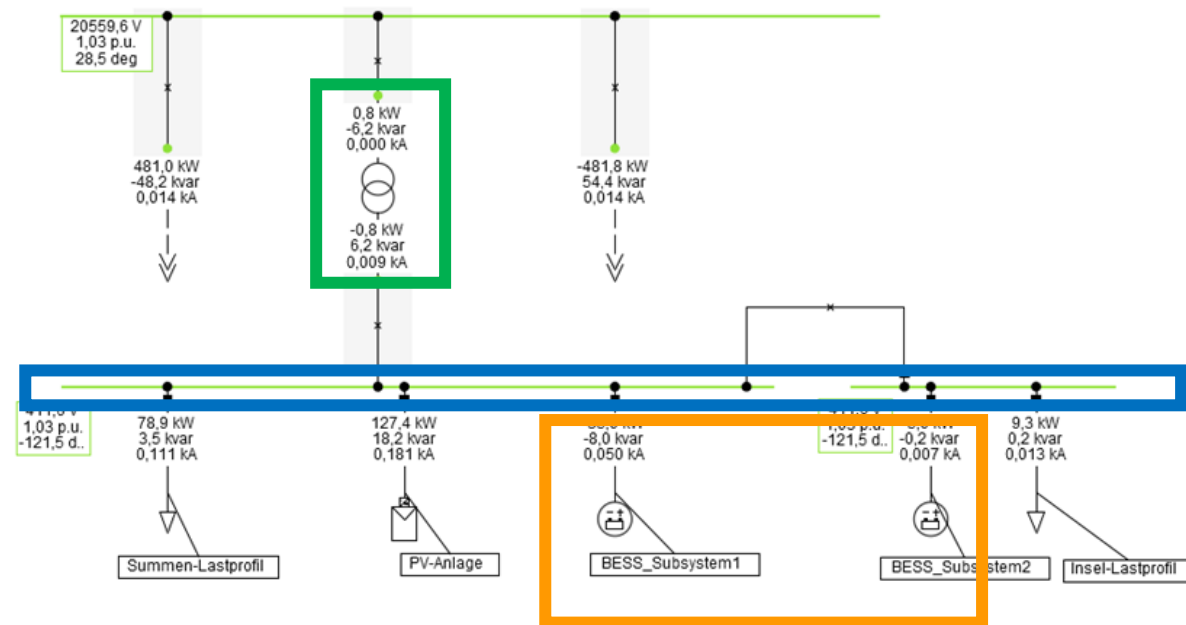 20559,6 V
1,03 p.u.
28,5 deg
0,8 kW
-6,2 kvar
0,000 kA
481,0 kW
-48,2 kvar
0,014 kA
-481,8 kW
54,4 kvar
0,014 kA
-0,8 kW
6,2 kvar
0,009 kA
1,03 p.u.
-121,5 d..
78,9 kW
3,5 kvar
0,111 kA
127,4 kW
18,2 kvar
0,181 kA
-8,0 kvar
0,050 kA
-121,5 d..
-0,2 kvar
0,007 kA
9,3 kW
0,2 kvar
0,013 kA
Summen-Lastprofil
PV-Anlage
BESS_Subsystem1
BESS_Subsystem2
Insel-Lastprofil